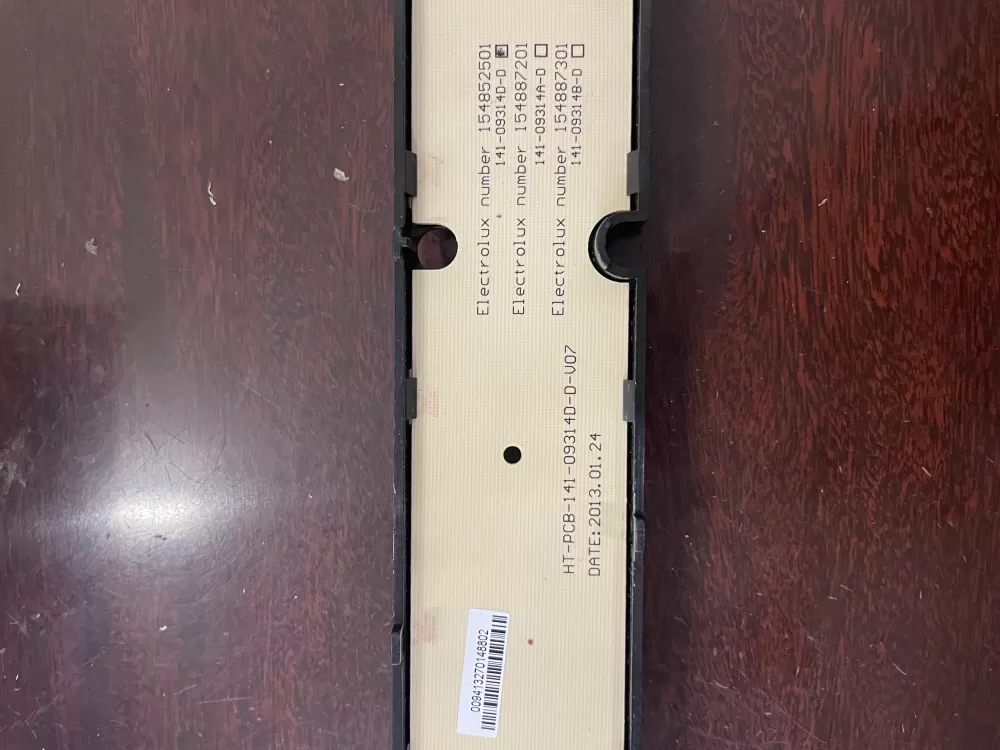 Electrolux number 154852501
141-09314D-D
Electrolux number 154887201
141-09314A-D
Electrolux number 154887301
141-09314B-D
HT-PCB-141-09314D-D-V07
DATE:2013.01.24
009413270148802